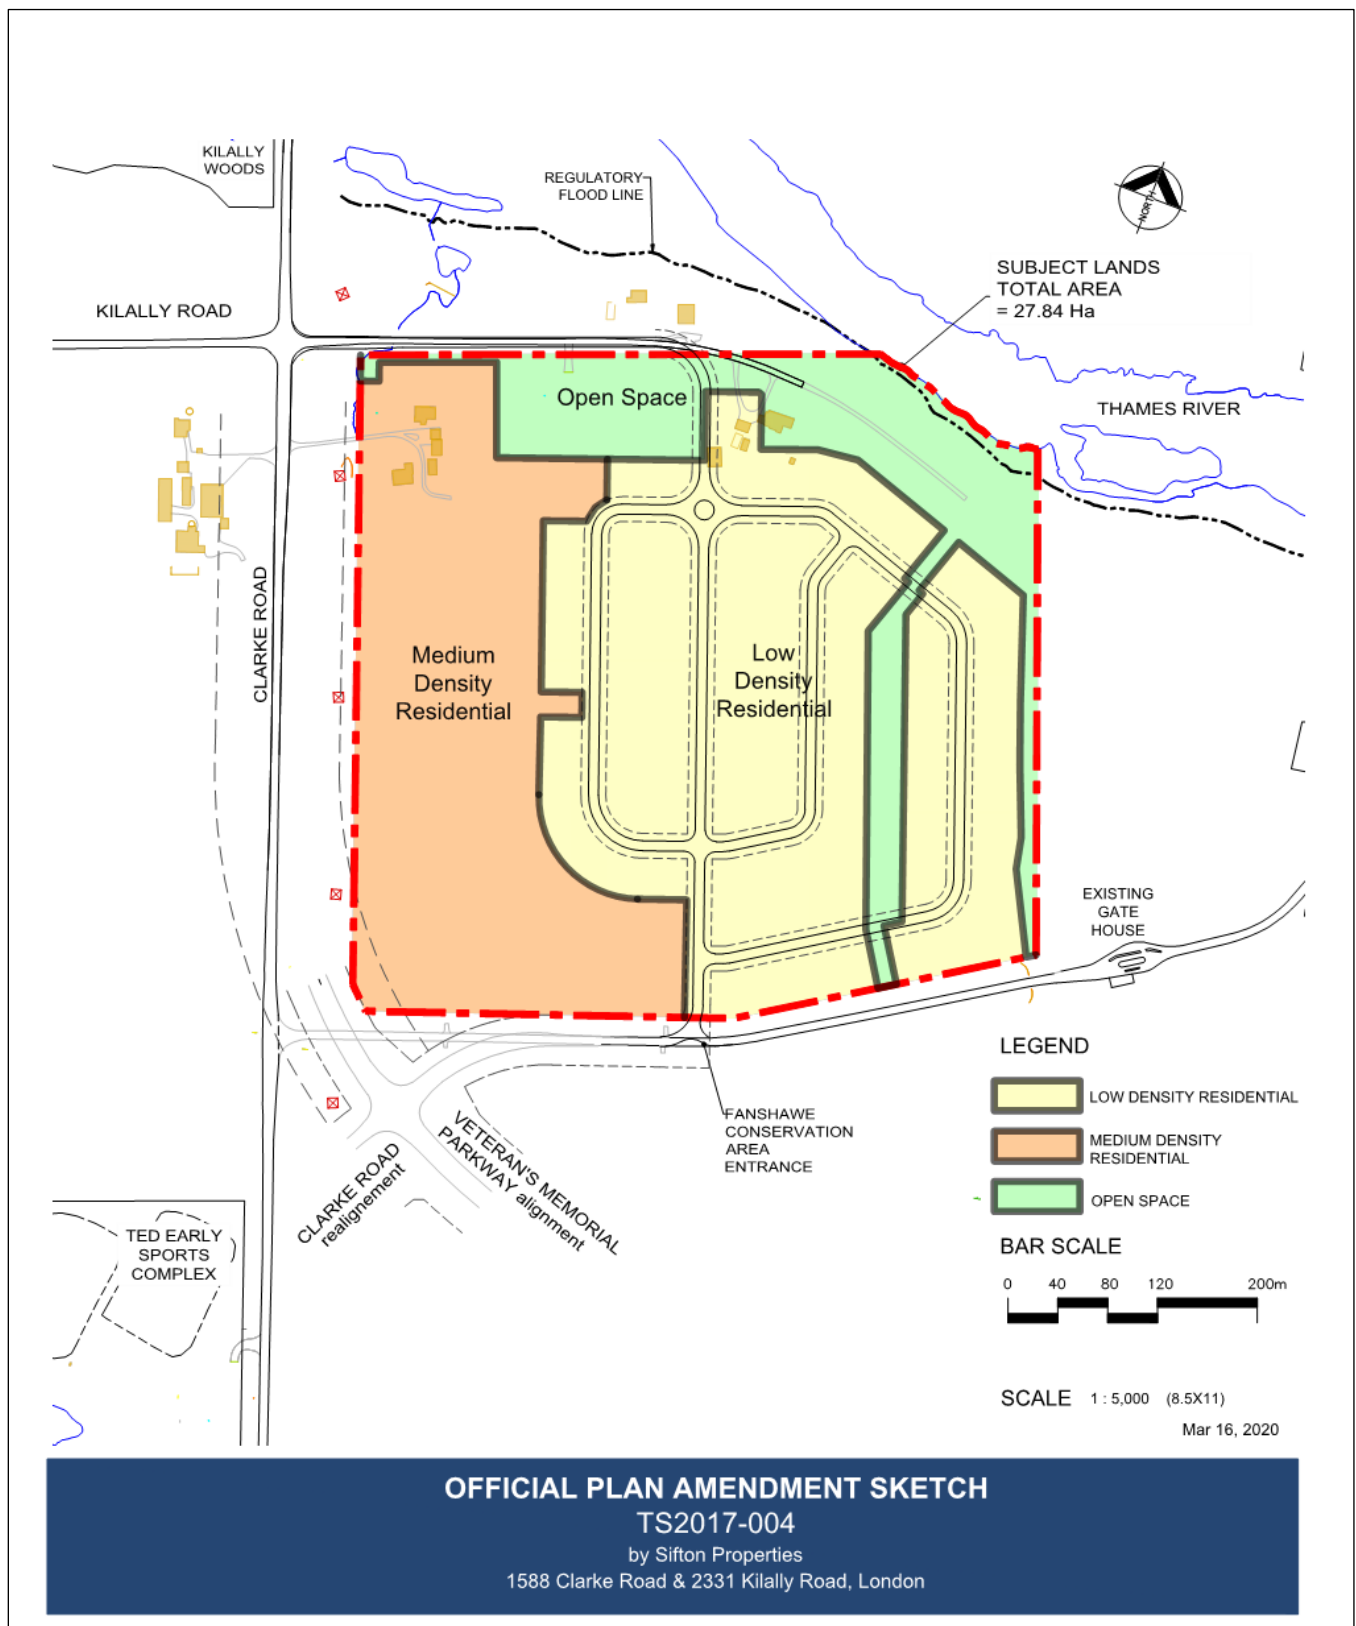 KILALLY
WOODS
REGULATORY
FLOOD LINE
NORTH
SUBJECT LANDS
TOTAL AREA
= 27.84 Ha
KILALLY ROAD
THAMES RIVER
Open Space
CLARKE ROAD
Medium
Density
Residential
Low
Density
Residential
EXISTING
GATE
HOUSE
FANSHAWE
CONSERVATION
AREA
ENTRANCE
CLARKE ROAD
realignement
VETERAN'S MEMORIAL
PARKWAY alignment
TED EARLY
SPORTS
COMPLEX
LEGEND
LOW DENSITY RESIDENTIAL
MEDIUM DENSITY
RESIDENTIAL
OPEN SPACE
BAR SCALE
0 40 80 120 200m
SCALE 1 : 5,000 (8.5X11)
Mar 16, 2020
OFFICIAL PLAN AMENDMENT SKETCH
TS2017-004
by Sifton Properties
1588 Clarke Road & 2331 Kilally Road, London